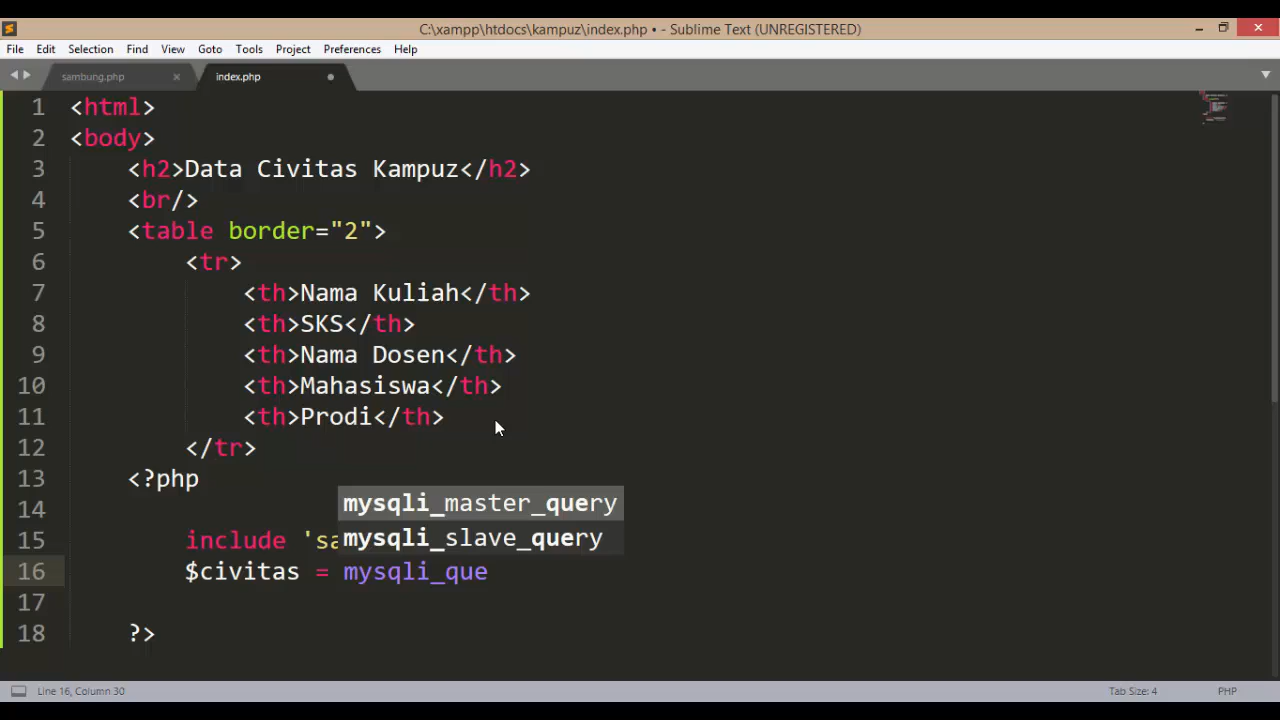 C:\xampp\htdocs\kampuz\index.php • - Sublime Text (UNREGISTERED)
File Edit Selection Find View Goto Tools Project Preferences Help
sambung.php × index.php
1 <html>
2 <body>
3 <h2>Data Civitas Kampuz</h2>
4 <br/>
5 <table border="2">
6 <tr>
7 <th>Nama Kuliah</th>
8 <th>SKS</th>
9 <th>Nama Dosen</th>
10 <th>Mahasiswa</th>
11 <th>Prodi</th>
12 </tr>
13 <?php
mysqli_master_query
14
mysqli_slave_query
15 include 'sa
16 $civitas = mysqli_que
17
18 ?>
Line 16, Column 30 Tab Size: 4 PHP